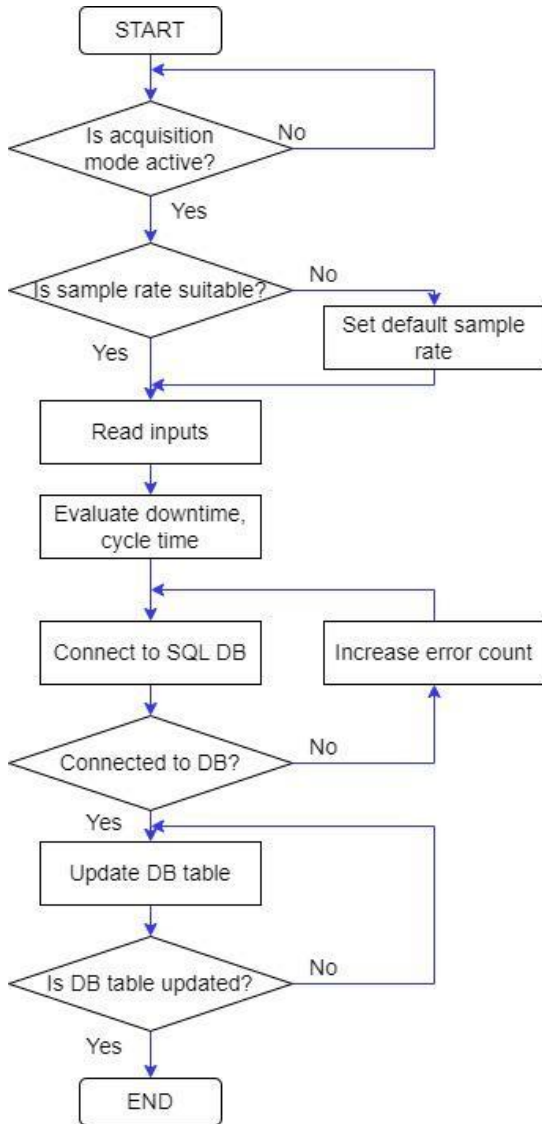 START
Is acquisition
mode active?
No
Yes
Is sample rate suitable?
No
Set default sample
rate
Yes
Read inputs
Evaluate downtime,
cycle time
Connect to SQL DB
Increase error count
Connected to DB?
No
Yes
Update DB table
Is DB table updated?
No
Yes
END